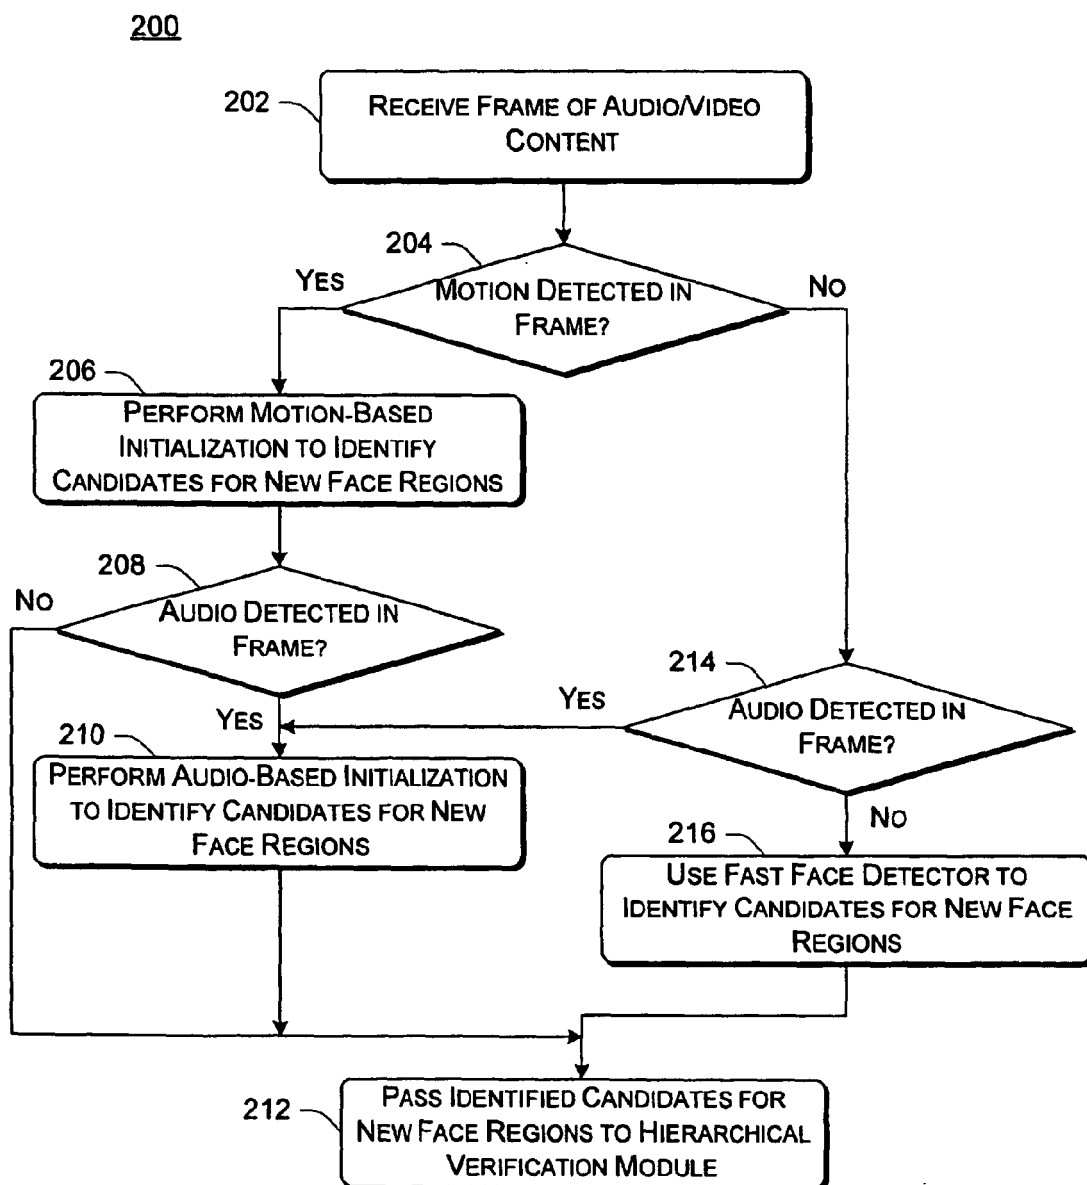 200
202
RECEIVE FRAME OF AUDIO/VIDEO
CONTENT
204
YES
NO
MOTION DETECTED IN
FRAME?
206
PERFORM MOTION-BASED
INITIALIZATION TO IDENTIFY
CANDIDATES FOR NEW FACE REGIONS
208
NO
AUDIO DETECTED IN
FRAME?
YES
214
YES
AUDIO DETECTED IN
FRAME?
NO
210
PERFORM AUDIO-BASED INITIALIZATION
TO IDENTIFY CANDIDATES FOR NEW
FACE REGIONS
216
USE FAST FACE DETECTOR TO
IDENTIFY CANDIDATES FOR NEW FACE
REGIONS
212
PASS IDENTIFIED CANDIDATES FOR
NEW FACE REGIONS TO HIERARCHICAL
VERIFICATION MODULE